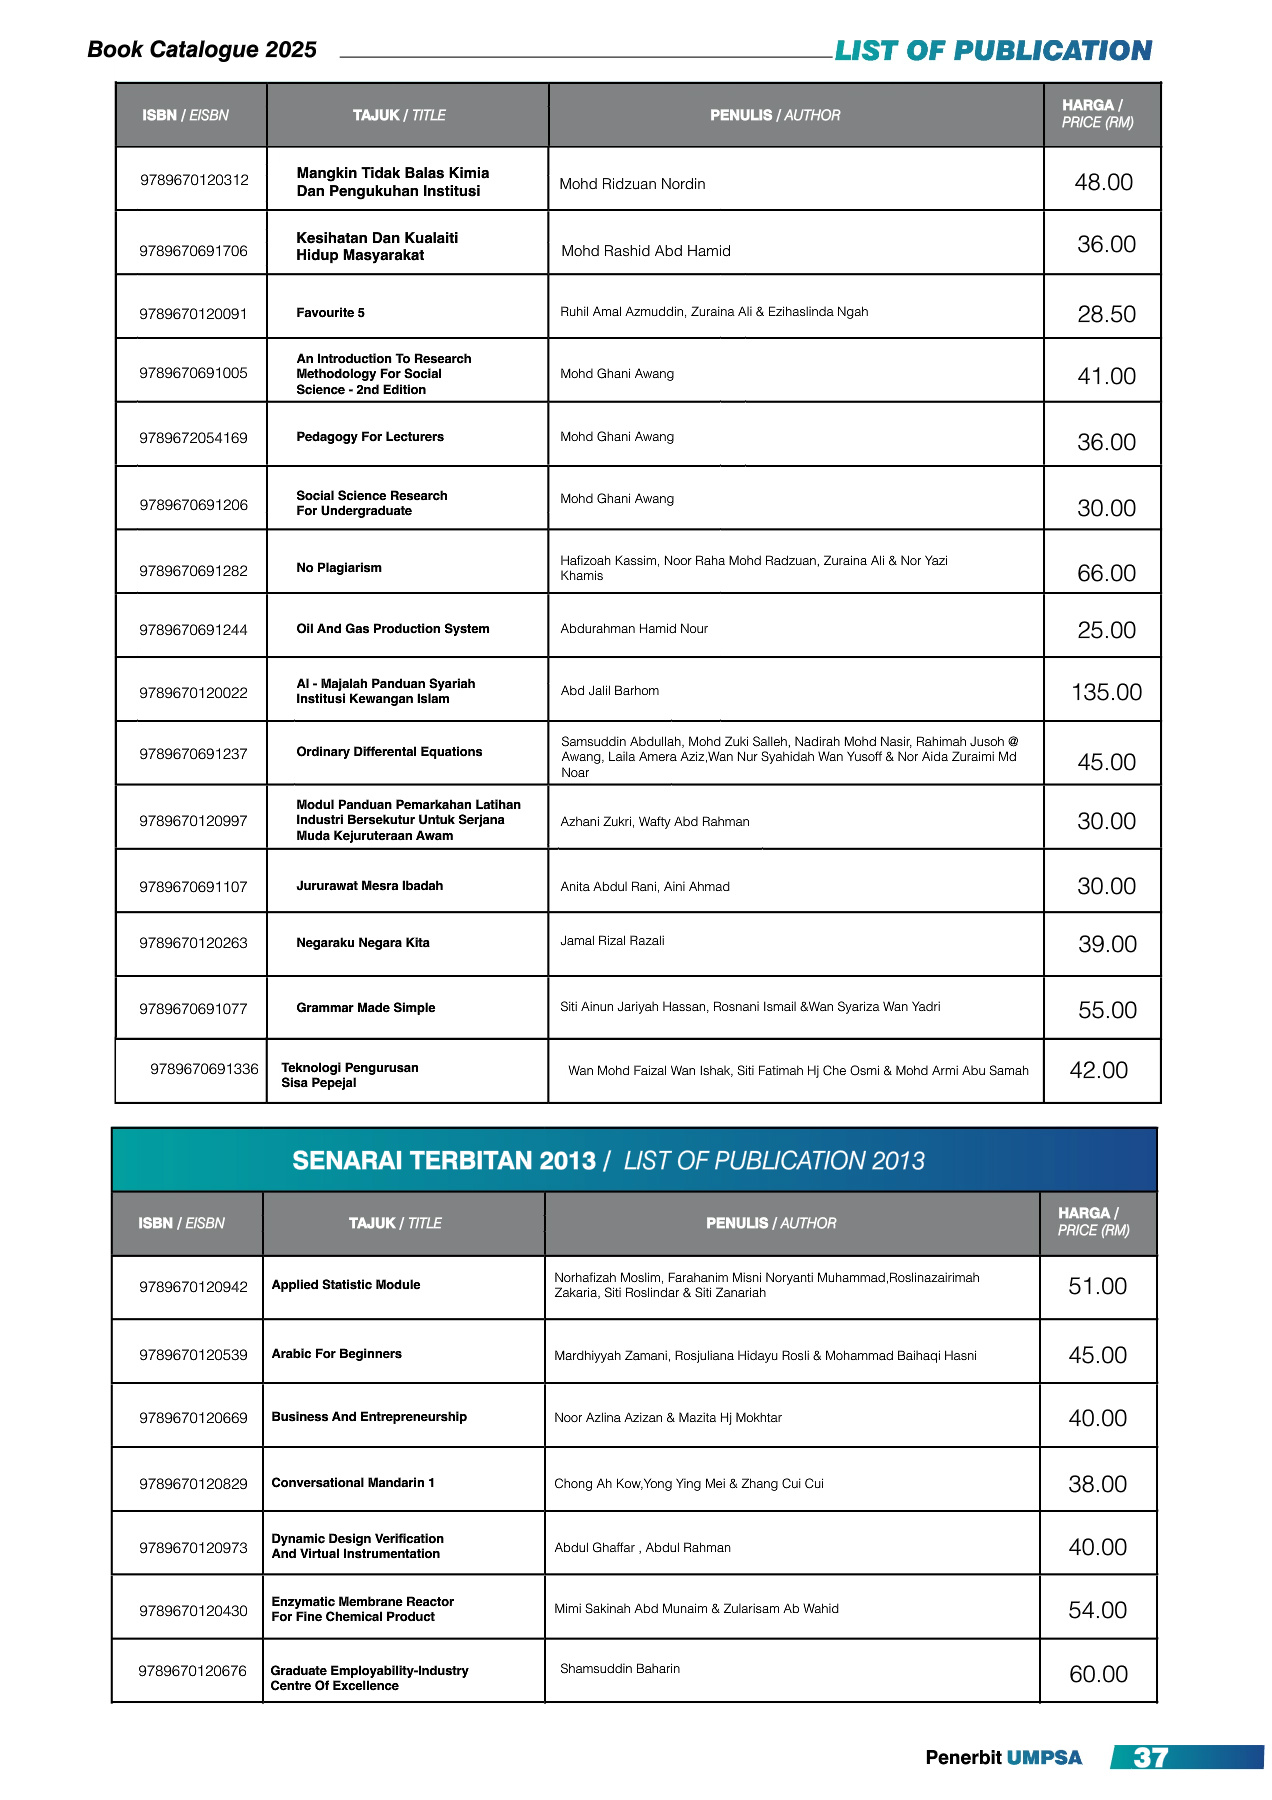 Book Catalogue 2025
LIST OF PUBLICATION
ISBN / EISBN
TAJUK / TITLE
PENULIS / AUTHOR
HARGA /
PRICE (RM)
9789670120312
Mangkin Tidak Balas Kimia
Dan Pengukuhan Institusi
Mohd Ridzuan Nordin
48.00
9789670691706
Kesihatan Dan Kualaiti
Hidup Masyarakat
Mohd Rashid Abd Hamid
36.00
9789670120091
Favourite 5
Ruhil Amal Azmuddin, Zuraina Ali & Ezihaslinda Ngah
28.50
9789670691005
An Introduction To Research
Methodology For Social
Science - 2nd Edition
Mohd Ghani Awang
41.00
9789672054169
Pedagogy For Lecturers
Mohd Ghani Awang
36.00
9789670691206
Social Science Research
For Undergraduate
Mohd Ghani Awang
30.00
9789670691282
No Plagiarism
Hafizoah Kassim, Noor Raha Mohd Radzuan, Zuraina Ali & Nor Yazi
Khamis
66.00
9789670691244
Oil And Gas Production System
Abdurahman Hamid Nour
25.00
9789670120022
Al - Majalah Panduan Syariah
Institusi Kewangan Islam
Abd Jalil Barhom
135.00
9789670691237
Ordinary Differental Equations
Samsuddin Abdullah, Mohd Zuki Salleh, Nadirah Mohd Nasir, Rahimah Jusoh @
Awang, Laila Amera Aziz,Wan Nur Syahidah Wan Yusoff & Nor Aida Zuraimi Md
Noar
45.00
9789670120997
Modul Panduan Pemarkahan Latihan
Industri Bersekutur Untuk Serjana
Muda Kejuruteraan Awam
Azhani Zukri, Wafty Abd Rahman
30.00
9789670691107
Jururawat Mesra Ibadah
Anita Abdul Rani, Aini Ahmad
30.00
9789670120263
Negaraku Negara Kita
Jamal Rizal Razali
39.00
9789670691077
Grammar Made Simple
Siti Ainun Jariyah Hassan, Rosnani Ismail &Wan Syariza Wan Yadri
55.00
9789670691336
Teknologi Pengurusan
Sisa Pepejal
Wan Mohd Faizal Wan Ishak, Siti Fatimah Hj Che Osmi & Mohd Armi Abu Samah
42.00
SENARAI TERBITAN 2013 / LIST OF PUBLICATION 2013
ISBN / EISBN
TAJUK / TITLE
PENULIS / AUTHOR
HARGA /
PRICE (RM)
9789670120942
Applied Statistic Module
Norhafizah Moslim, Farahanim Misni Noryanti Muhammad,Roslinazairimah
Zakaria, Siti Roslindar & Siti Zanariah
51.00
9789670120539
Arabic For Beginners
Mardhiyyah Zamani, Rosjuliana Hidayu Rosli & Mohammad Baihaqi Hasni
45.00
9789670120669
Business And Entrepreneurship
Noor Azlina Azizan & Mazita Hj Mokhtar
40.00
9789670120829
Conversational Mandarin 1
Chong Ah Kow,Yong Ying Mei & Zhang Cui Cui
38.00
9789670120973
Dynamic Design Verification
And Virtual Instrumentation
Abdul Ghaffar , Abdul Rahman
40.00
9789670120430
Enzymatic Membrane Reactor
For Fine Chemical Product
Mimi Sakinah Abd Munaim & Zularisam Ab Wahid
54.00
9789670120676
Graduate Employability-Industry
Centre Of Excellence
Shamsuddin Baharin
60.00
Penerbit UMPSA
37